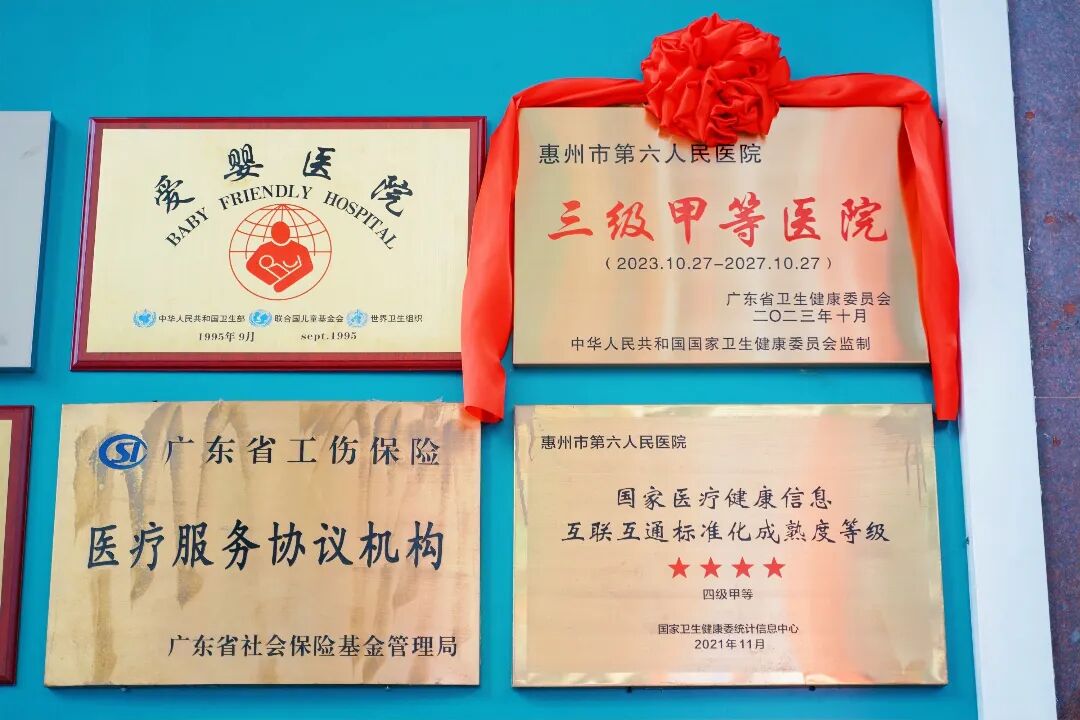 爱婴医院
BABY FRIENDLY HOSPITAL
中华人民共和国卫生部 联合国儿童基金会 世界卫生组织
1995年9月 sept.1995
惠州市第六人民医院
三级甲等医院
(2023.10.27-2027.10.27)
广东省卫生健康委员会
二〇二三年十月
中华人民共和国国家卫生健康委员会监制
SI 广东省工伤保险
医疗服务协议机构
广东省社会保险基金管理局
惠州市第六人民医院
国家医疗健康信息
互联互通标准化成熟度等级
四级甲等
国家卫生健康委统计信息中心
2021年11月